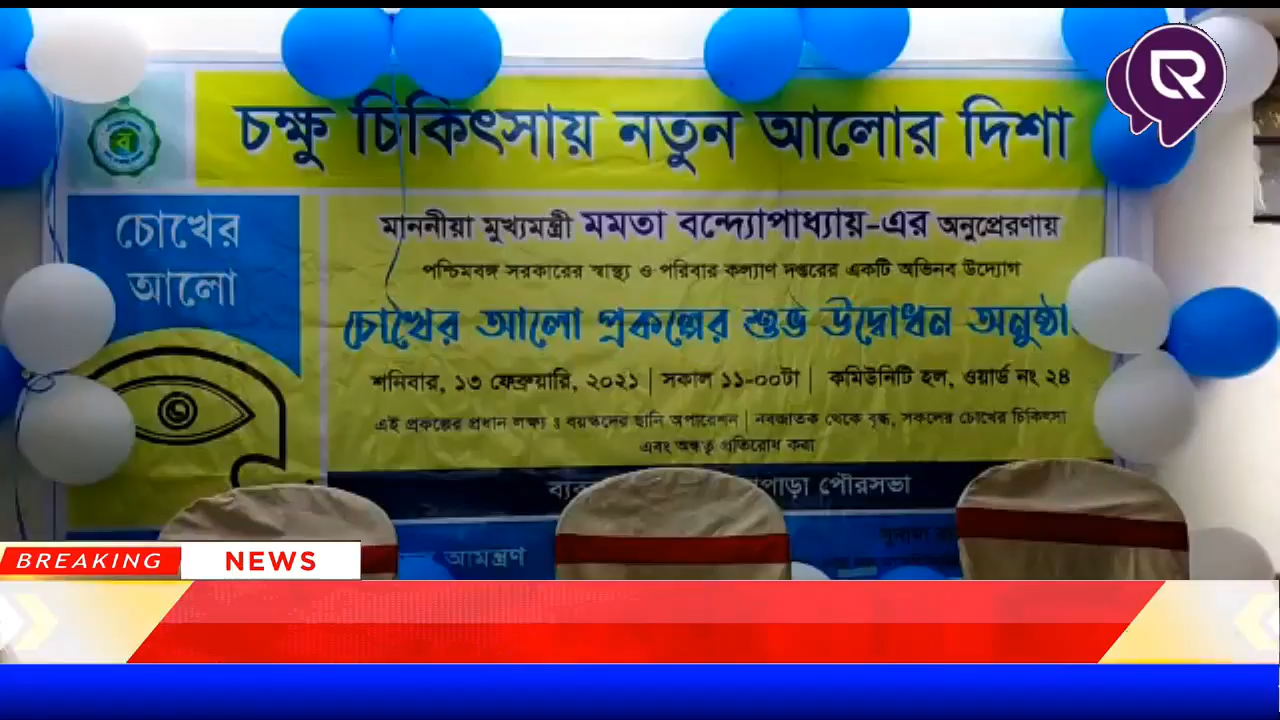 চক্ষু চিকিৎসায় নতুন আলোর দিশা
চোখের
আলো
মাননীয়া মুখ্যমন্ত্রী মমতা বন্দ্যোপাধ্যায়-এর অনুপ্রেরণায়
পশ্চিমবঙ্গ সরকারের স্বাস্থ্য ও পরিবার কল্যাণ দপ্তরের একটি অভিনব উদ্যোগ
চোখের আলো প্রকল্পের শুভ উদ্বোধন
শনিবার, ১৩ ফেব্রুয়ারি, ২০২১ | সকাল ১১-০০টা | কমিউনিটি হল, ওয়ার্ড নং ২৪
এই প্রকল্পের প্রধান লক্ষ্য ঃ বয়স্কদের ছানি অপারেশন | নবজাতক থেকে বৃদ্ধ, সকলের চোখের চিকিৎসা
এবং অন্ধত্ব প্রতিরোধ করা
পৌরসভা
আমন্ত্রণ
BREAKING NEWS